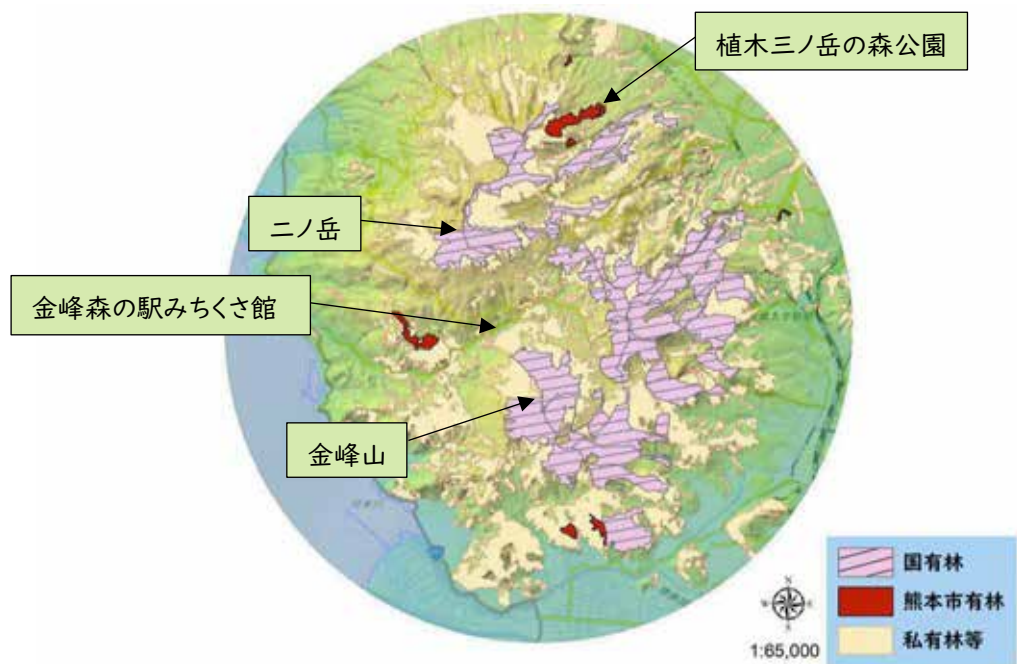 植木三ノ岳の森公園
二ノ岳
金峰森の駅みちくさ館
金峰山
国有林
熊本市有林
私有林等
N
W
E
S
1:65,000